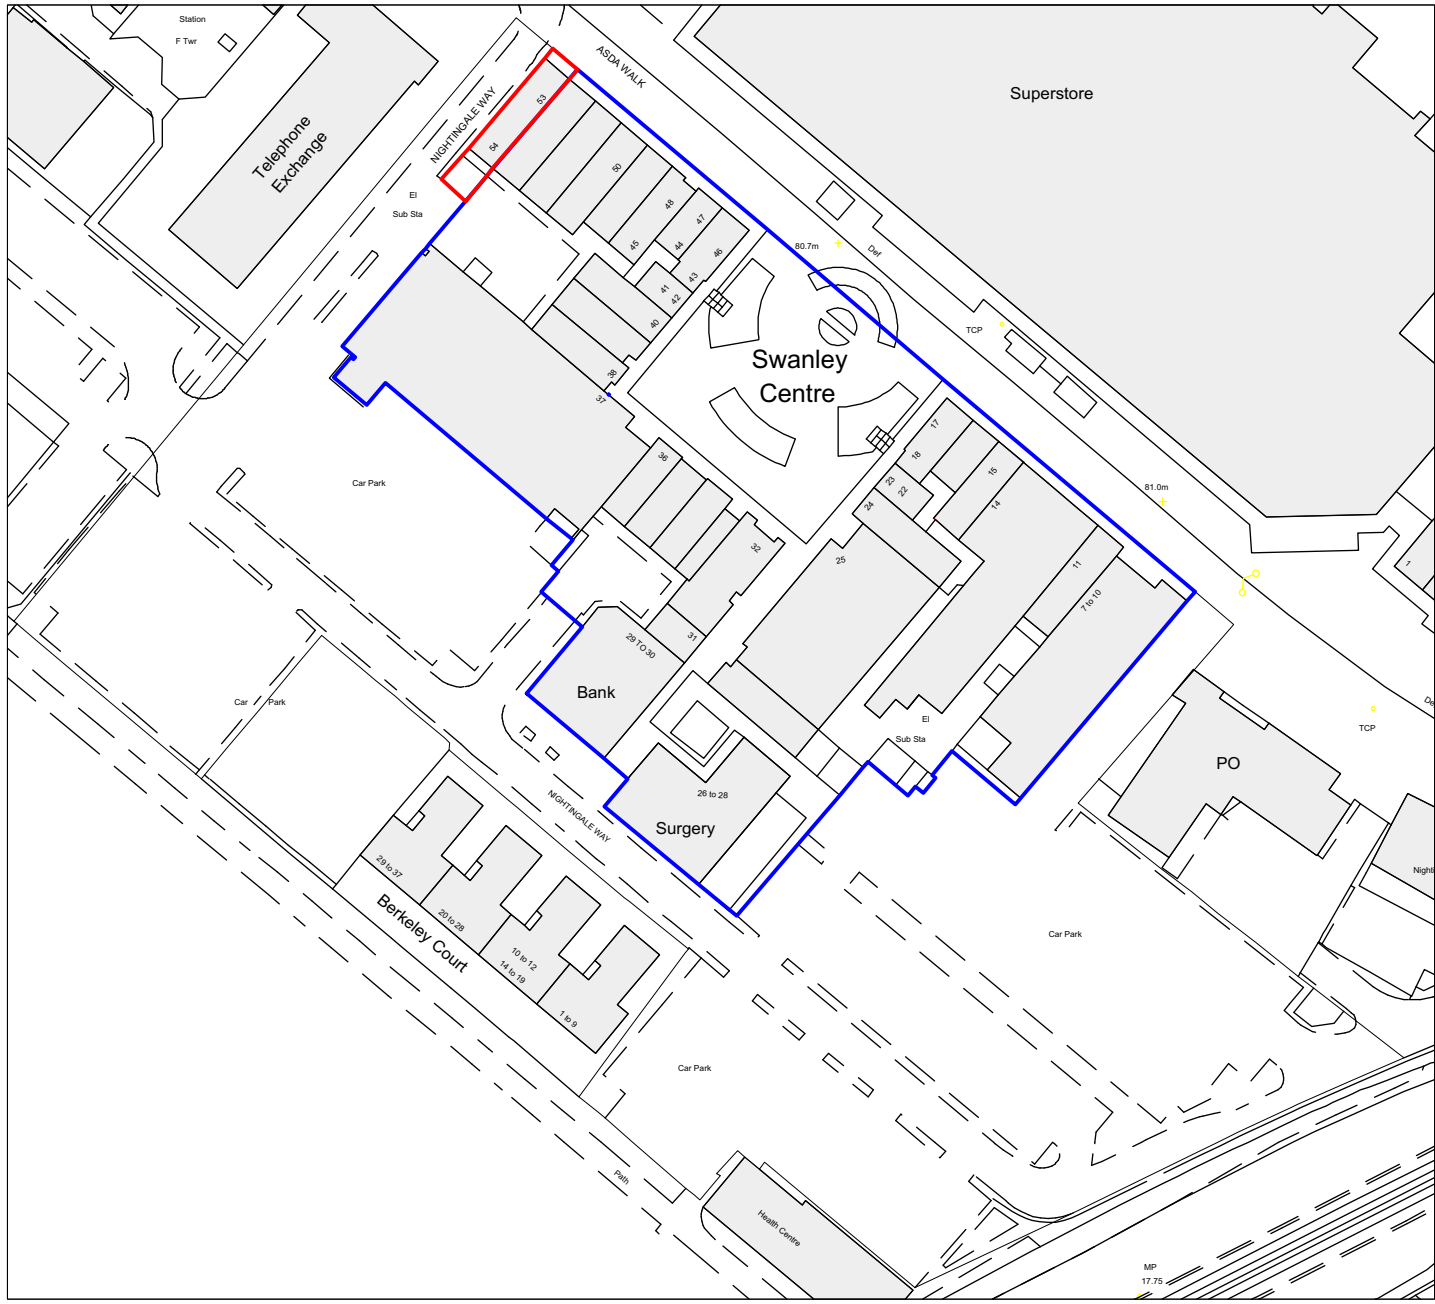 Station
F Twr
ASDA WALK
Superstore
NIGHTINGALE WAY
53
54
Telephone
Exchange
50
48
47
46
45
44
43
42
41
40
El
Sub Sta
80.7m
Def
TCP
Swanley
Centre
38
37
36
17
18
23
22
24
15
14
81.0m
Car Park
32
25
11
7 to 10
1
31
29 TO 30
Bank
Car Park
El
Sub Sta
TCP
PO
26 to 28
Surgery
NIGHTINGALE WAY
29 to 37
20 to 28
10 to 12
14 to 19
1 to 9
Berkeley Court
Car Park
Car Park
Path
Health Centre
MP
17.75